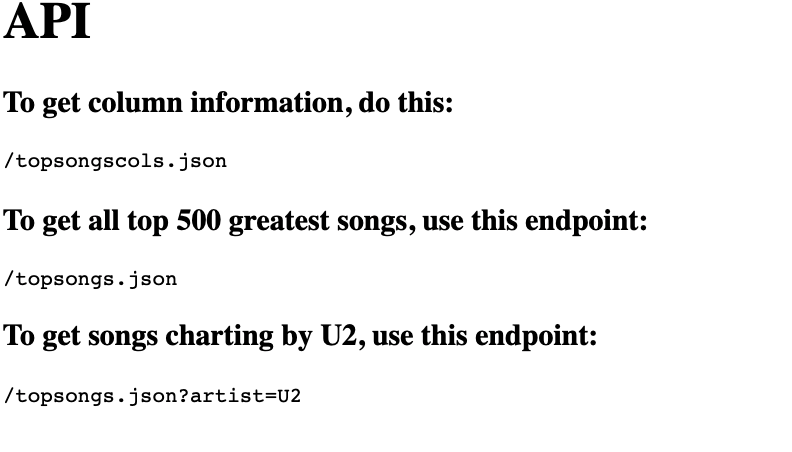 API
To get column information, do this:
/topsongscols.json
To get all top 500 greatest songs, use this endpoint:
/topsongs.json
To get songs charting by U2, use this endpoint:
/topsongs.json?artist=U2